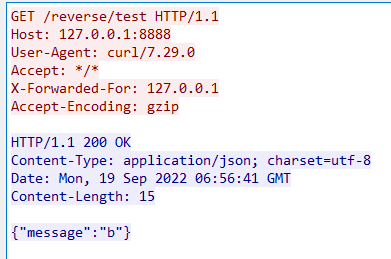 GET /reverse/test HTTP/1.1
Host: 127.0.0.1:8888
User-Agent: curl/7.29.0
Accept: */*
X-Forwarded-For: 127.0.0.1
Accept-Encoding: gzip

HTTP/1.1 200 OK
Content-Type: application/json; charset=utf-8
Date: Mon, 19 Sep 2022 06:56:41 GMT
Content-Length: 15

{"message":"b"}